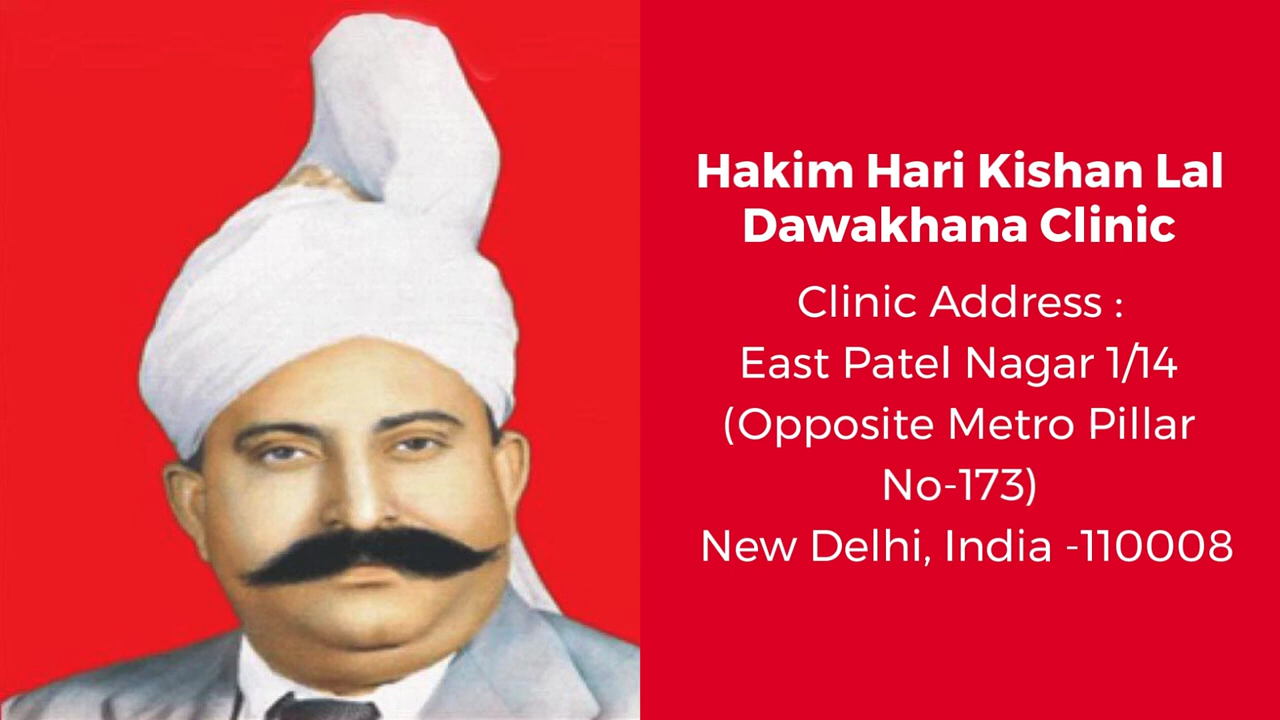 Hakim Hari Kishan Lal
Dawakhana Clinic
Clinic Address :
East Patel Nagar 1/14
(Opposite Metro Pillar
No-173)
New Delhi, India -110008